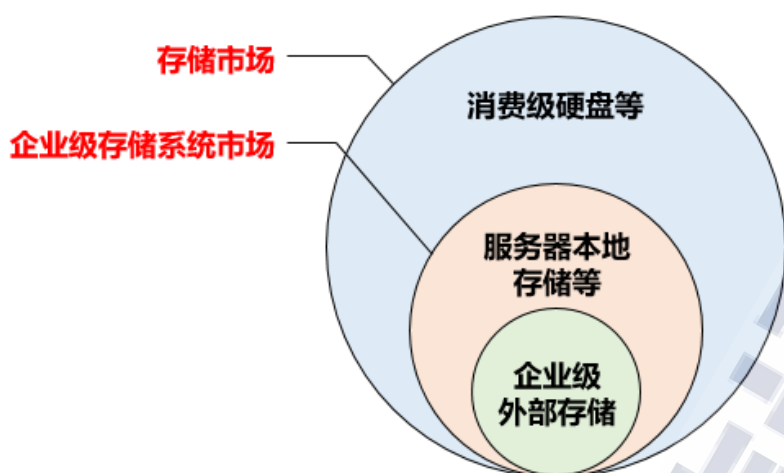 存储市场
消费级硬盘等
企业级存储系统市场
服务器本地
存储等
企业级
外部存储